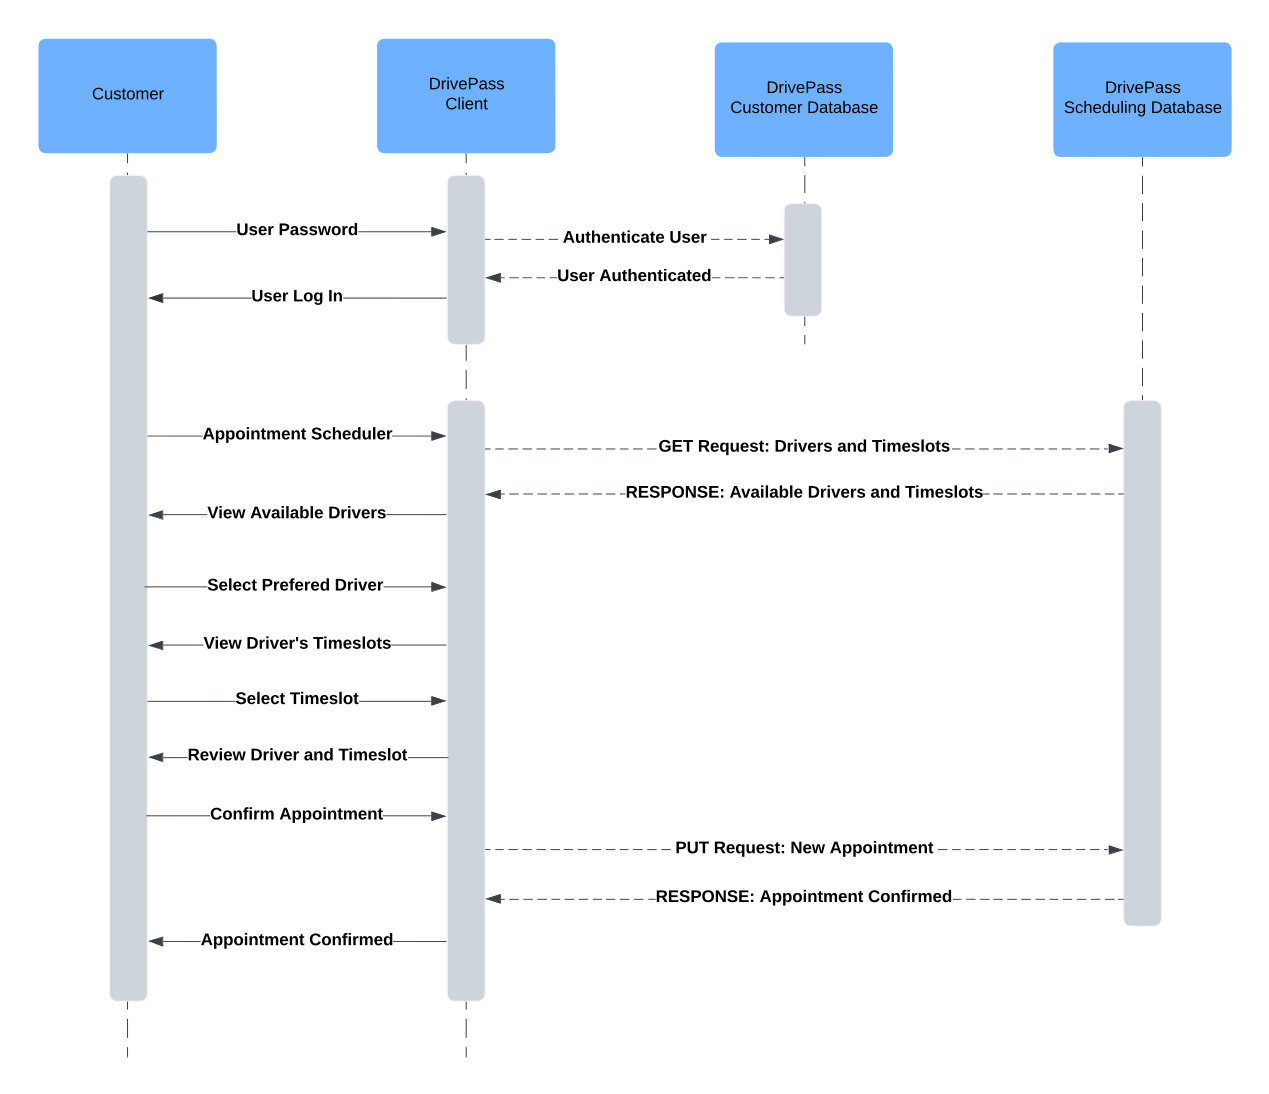 Customer
DrivePass
Client
DrivePass
Customer Database
DrivePass
Scheduling Database
User Password
Authenticate User
User Authenticated
User Log In
Appointment Scheduler
GET Request: Drivers and Timeslots
RESPONSE: Available Drivers and Timeslots
View Available Drivers
Select Prefered Driver
View Driver's Timeslots
Select Timeslot
Review Driver and Timeslot
Confirm Appointment
PUT Request: New Appointment
RESPONSE: Appointment Confirmed
Appointment Confirmed